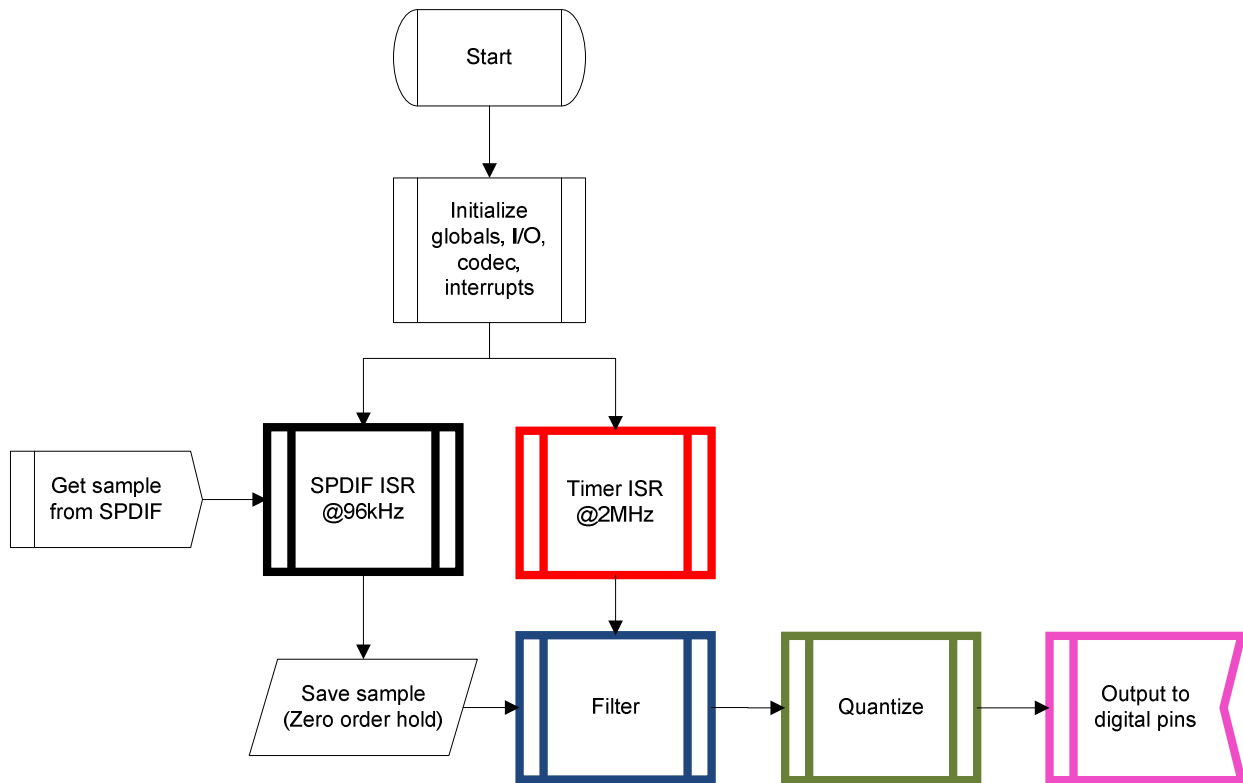 Start
Initialize
globals, I/O,
codec,
interrupts
Get sample
from SPDIF
SPDIF ISR
@96kHz
Timer ISR
@2MHz
Save sample
(Zero order hold)
Filter
Quantize
Output to
digital pins